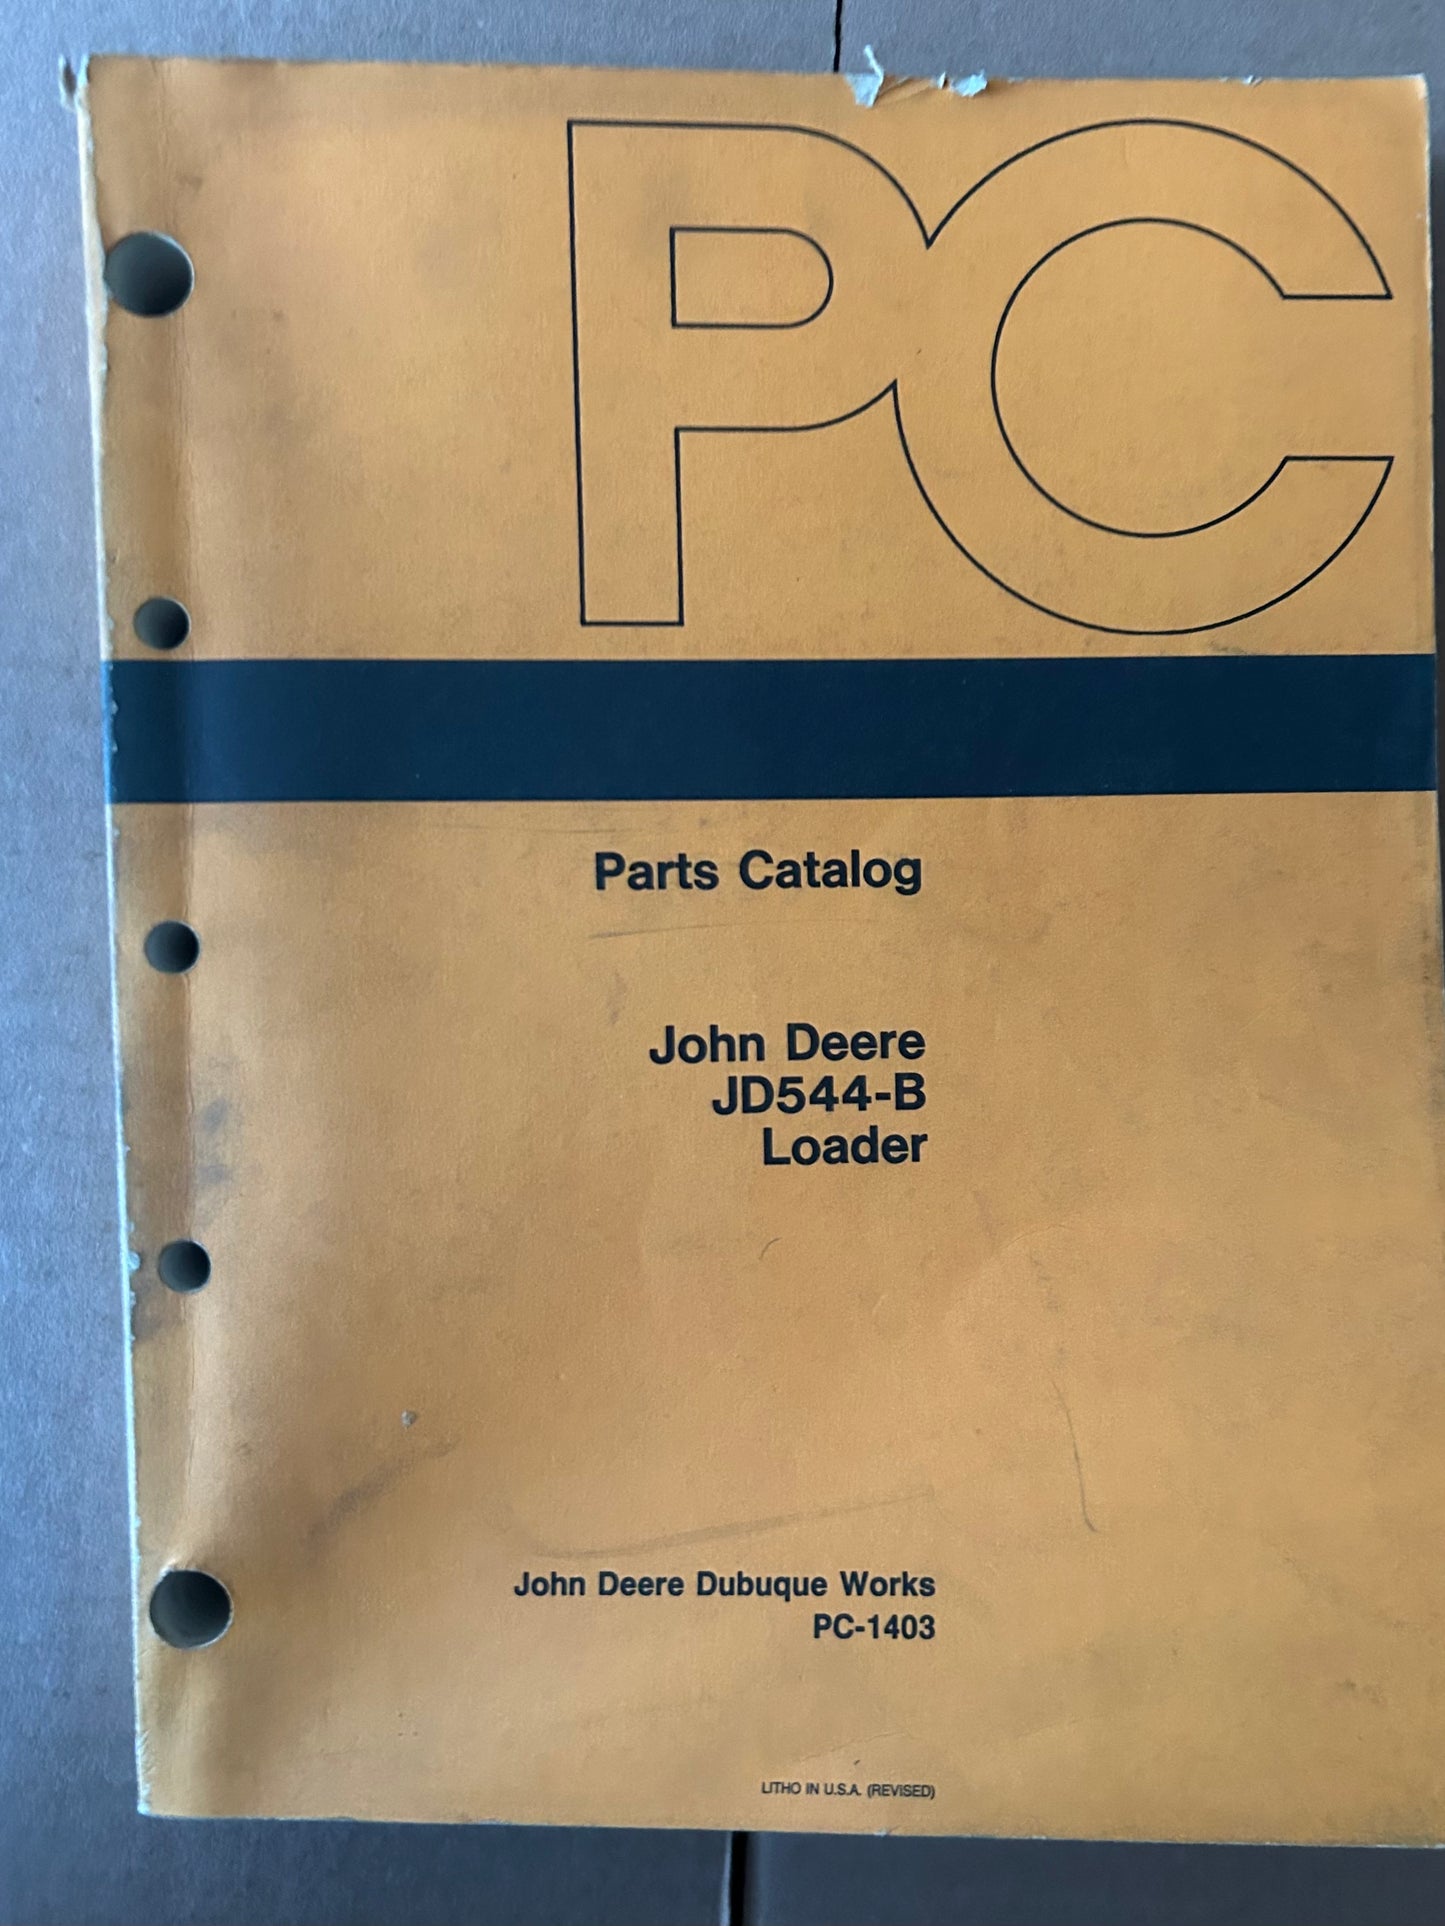 PC
Parts Catalog
John Deere
JD544-B
Loader
John Deere Dubuque Works
PC-1403
LITHO IN U.S.A. (REVISED)